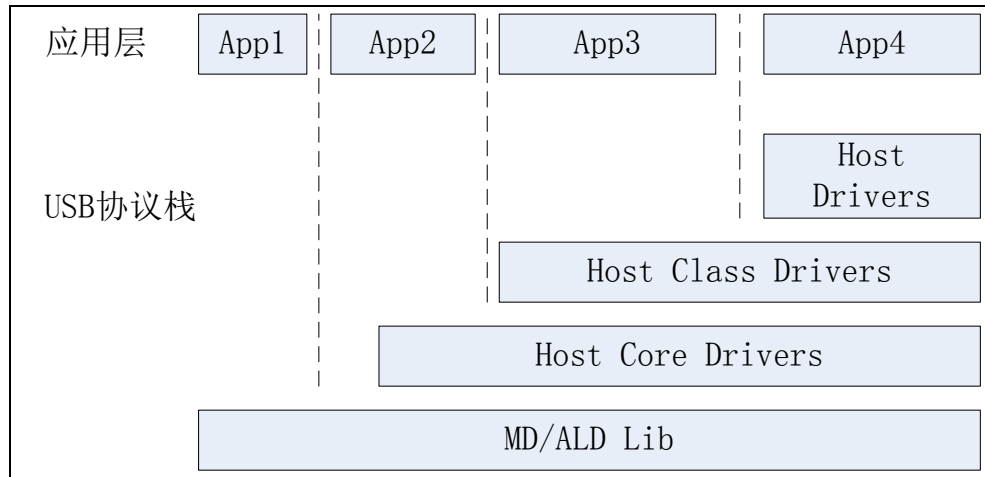 应用层
App1
App2
App3
App4
Host
Drivers
USB协议栈
Host Class Drivers
Host Core Drivers
MD/ALD Lib